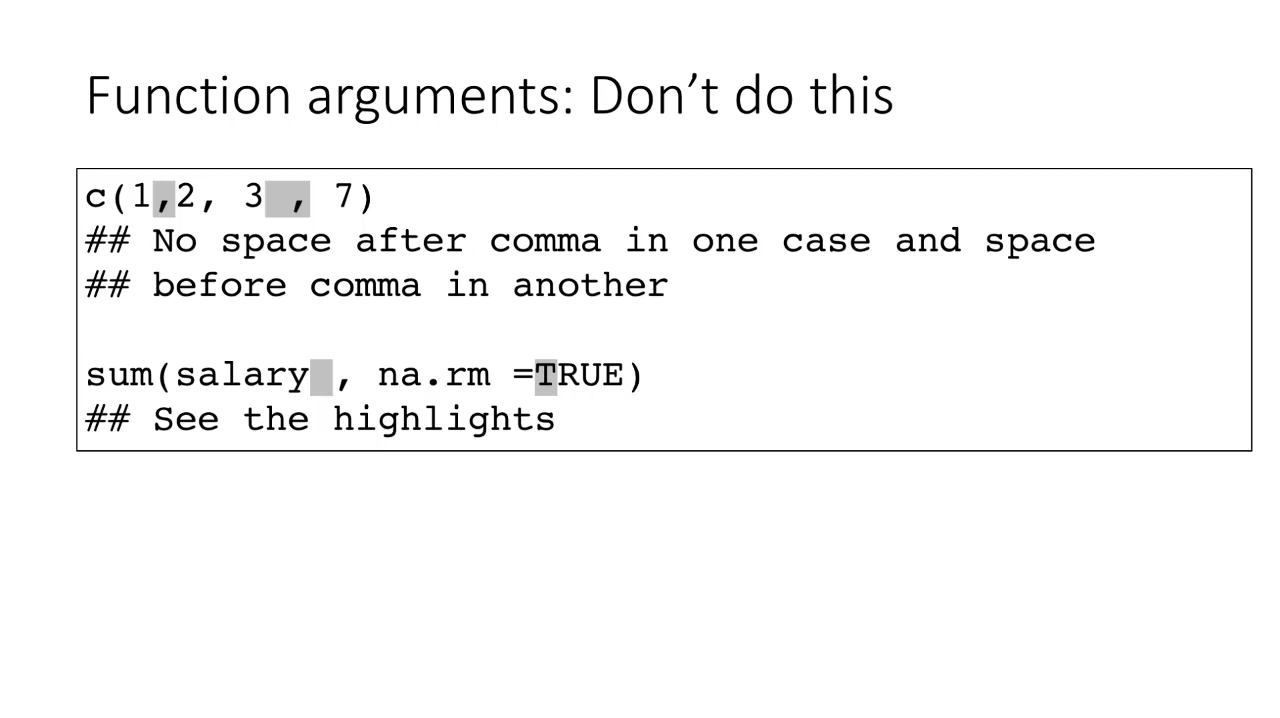 Function arguments: Don’t do this
c(1,2, 3 , 7)
## No space after comma in one case and space
## before comma in another
sum(salary , na.rm =TRUE)
## See the highlights